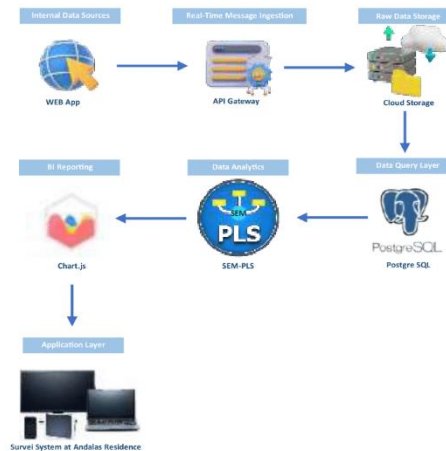 Internal Data Sources
Real-Time Message Ingestion
Raw Data Storage
WEB App
API Gateway
Cloud Storage
BI Reporting
Data Analytics
Data Query Layer
SEM
PLS
PostgreSQL
Chart.js
SEM-PLS
Postgre SQL
Application Layer
Survei System at Andalas Residence